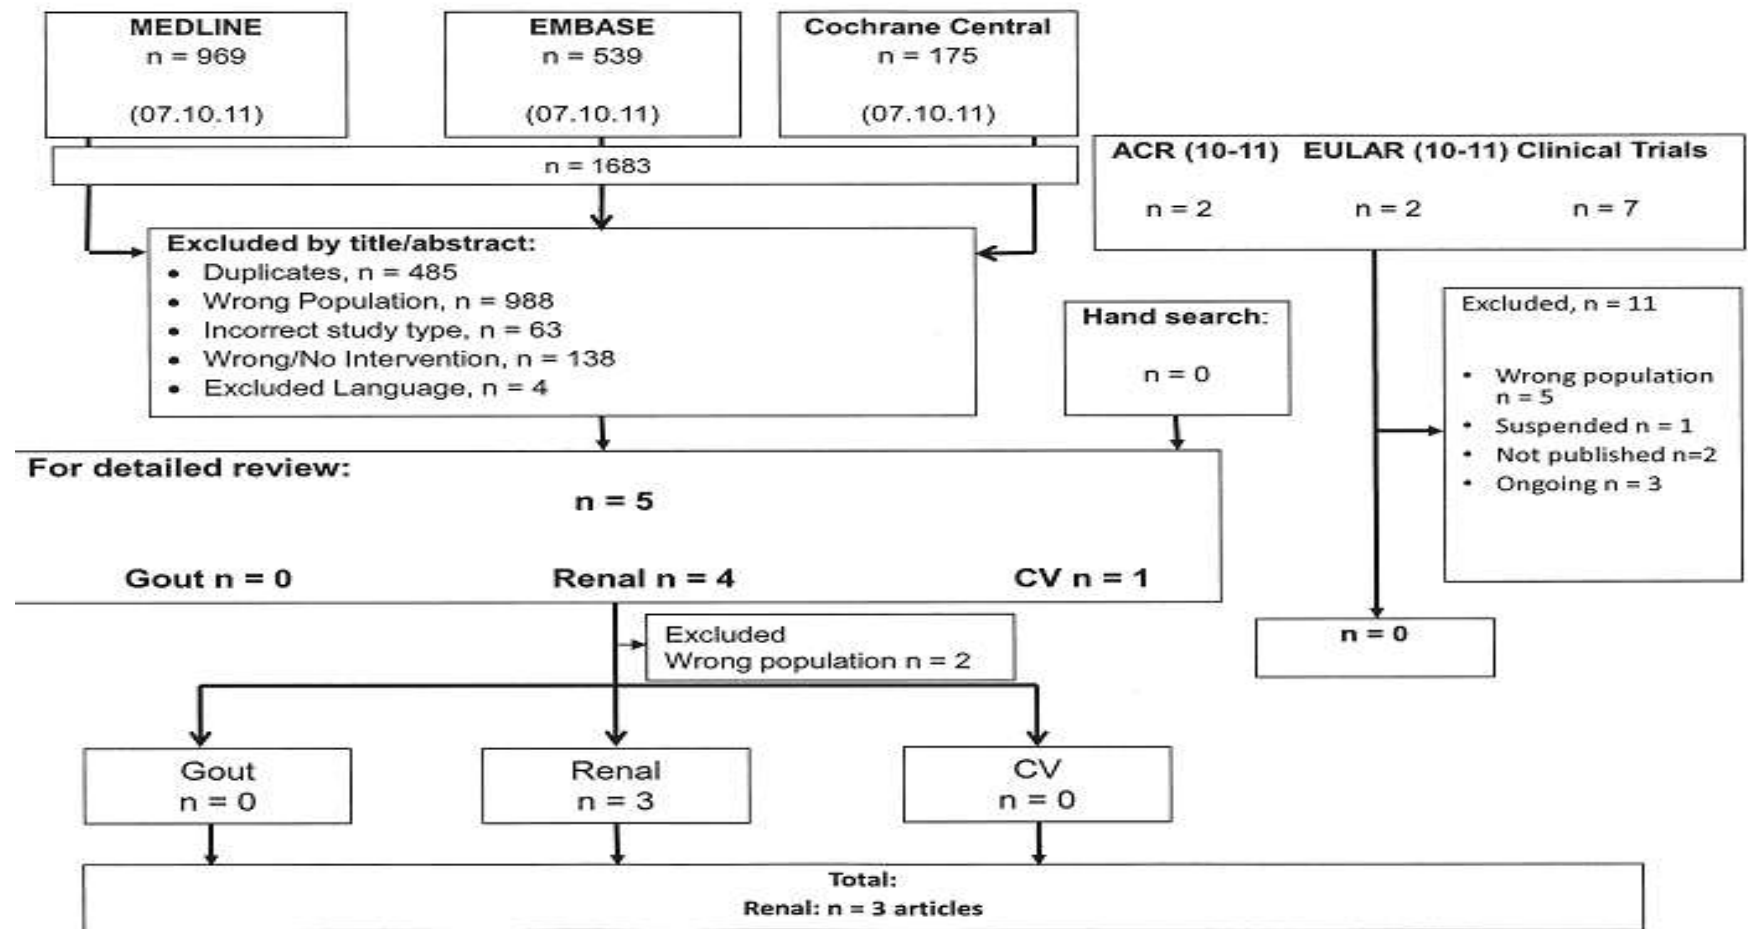 MEDLINE
n = 969
(07.10.11)
EMBASE
n = 539
(07.10.11)
Cochrane Central
n = 175
(07.10.11)
n = 1683
ACR (10-11) EULAR (10-11) Clinical Trials
n = 2 n = 2 n = 7
Excluded by title/abstract:
• Duplicates, n = 485
• Wrong Population, n = 988
• Incorrect study type, n = 63
• Wrong/No Intervention, n = 138
• Excluded Language, n = 4
Hand search:
n = 0
Excluded, n = 11
• Wrong population
n = 5
• Suspended n = 1
• Not published n=2
• Ongoing n = 3
For detailed review:
n = 5
Gout n = 0 Renal n = 4 CV n = 1
Excluded
Wrong population n = 2
n = 0
Gout
n = 0
Renal
n = 3
CV
n = 0
Total:
Renal: n = 3 articles